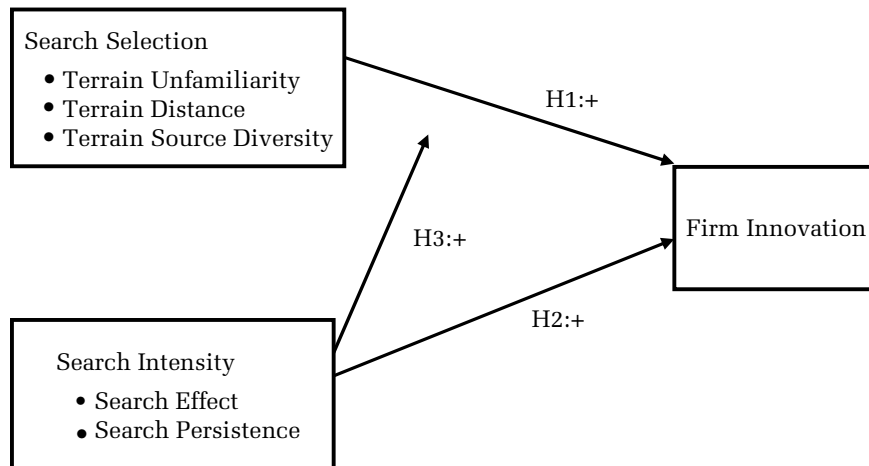 Search Selection
• Terrain Unfamiliarity
• Terrain Distance
• Terrain Source Diversity
H1:+
Firm Innovation
H3:+
H2:+
Search Intensity
• Search Effect
• Search Persistence